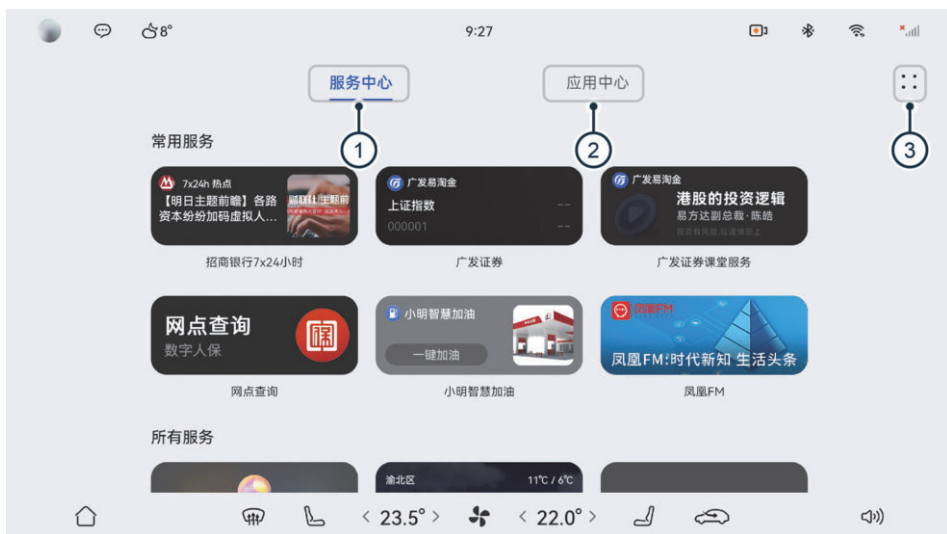 8°
9:27
服务中心
应用中心
1
2
3
常用服务
7x24h 热点
【明日主题前瞻】各路
资本纷纷加码虚拟人...
招商银行7x24小时
广发易淘金
上证指数
--
000001
--
广发证券
广发易淘金
港股的投资逻辑
易方达副总裁·陈皓
广发证券课堂服务
网点查询
数字人保
网点查询
小明智慧加油
一键加油
小明智慧加油
凤凰FM
凤凰FM:时代新知 生活头条
凤凰FM
所有服务
渝北区
11℃ / 6℃
< 23.5° >
< 22.0° >